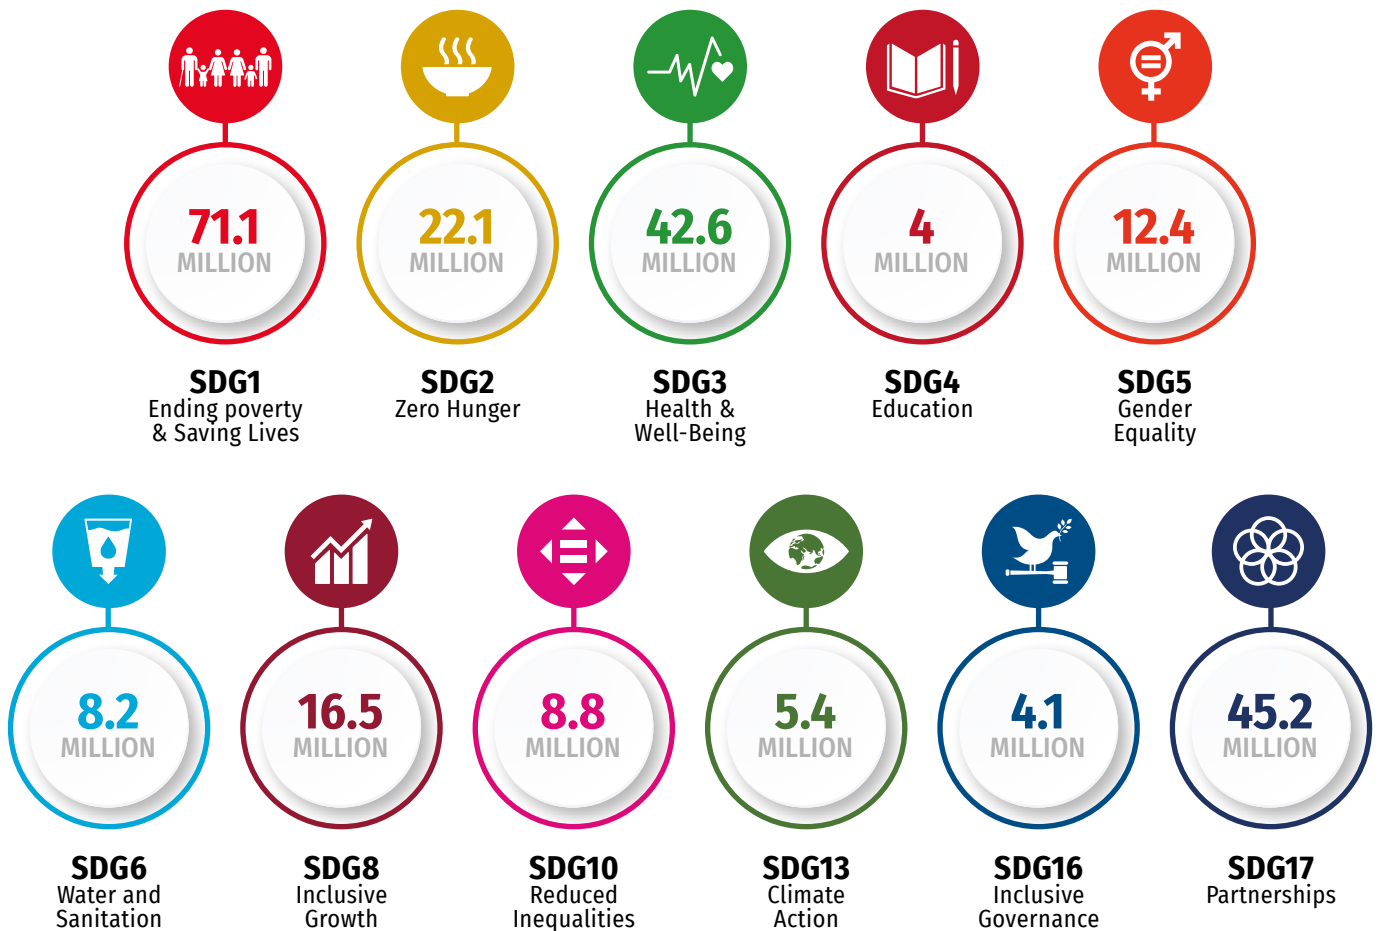 71.1
MILLION
SDG1
Ending poverty
& Saving Lives
22.1
MILLION
SDG2
Zero Hunger
42.6
MILLION
SDG3
Health &
Well-Being
4
MILLION
SDG4
Education
12.4
MILLION
SDG5
Gender
Equality
8.2
MILLION
SDG6
Water and
Sanitation
16.5
MILLION
SDG8
Inclusive
Growth
8.8
MILLION
SDG10
Reduced
Inequalities
5.4
MILLION
SDG13
Climate
Action
4.1
MILLION
SDG16
Inclusive
Governance
45.2
MILLION
SDG17
Partnerships